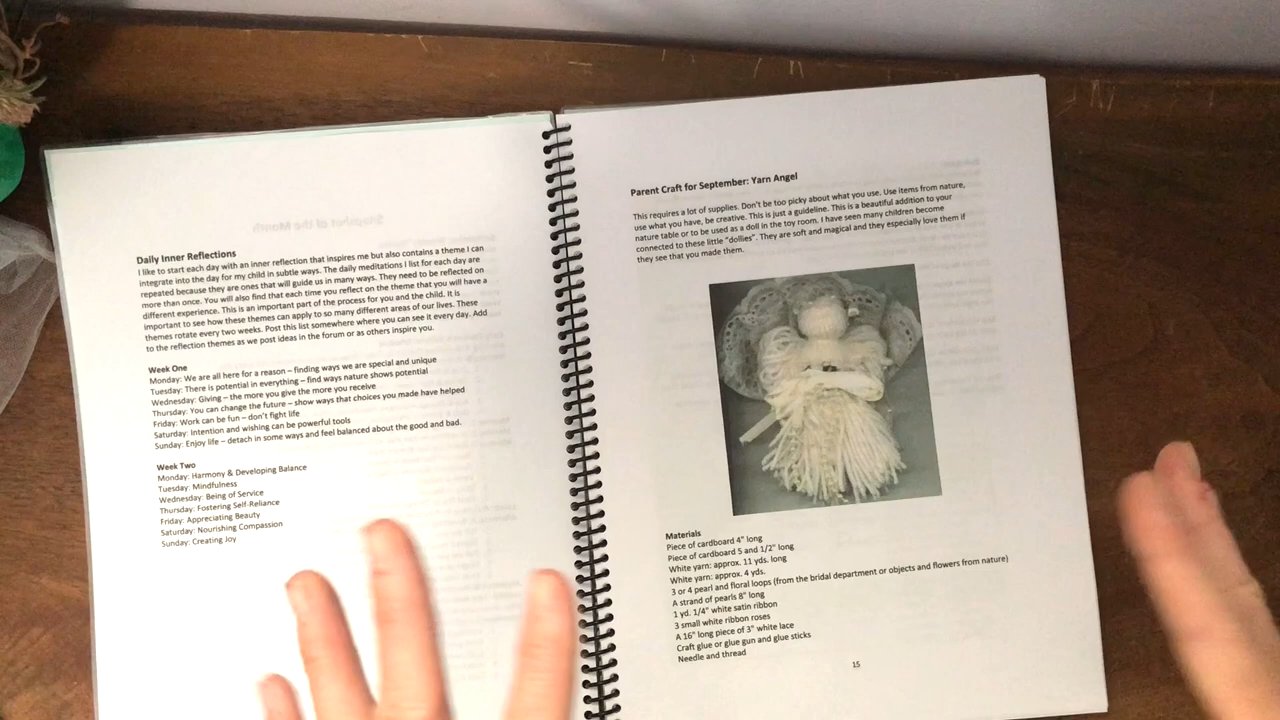 Daily Inner Reflections
I like to start each day with an inner reflection that inspires me but also contains a theme I can
integrate into the day for my child in subtle ways. The daily meditations I list for each day are
repeated because they are ones that will guide us in many ways. They need to be reflected on
more than once. You will also find that each time you reflect on the theme that you will have a
different experience. This is an important part of the process for you and the child. It is
important to see how these themes can apply to so many different areas of our lives. These
themes rotate every two weeks. Post this list somewhere where you can see it every day. Add
to the reflection themes as we post ideas in the forum or as others inspire you.
Week One
Monday: We are all here for a reason – finding ways we are special and unique
Tuesday: There is potential in everything – find ways nature shows potential
Wednesday: Giving – the more you give the more you receive
Thursday: You can change the future – show ways that choices you made have helped
Friday: Work can be fun – don't fight life
Saturday: Intention and wishing can be powerful tools
Sunday: Enjoy life – detach in some ways and feel balanced about the good and bad.
Week Two
Monday: Harmony & Developing Balance
Tuesday: Mindfulness
Wednesday: Being of Service
Thursday: Fostering Self-Reliance
Friday: Appreciating Beauty
Saturday: Nourishing Compassion
Sunday: Creating Joy
Parent Craft for September: Yarn Angel
This requires a lot of supplies. Don't be too picky about what you use. Use items from nature,
use what you have, be creative. This is just a guideline. This is a beautiful addition to your
nature table or to be used as a doll in the toy room. I have seen many children become
connected to these little "dollies". They are soft and magical and they especially love them if
they see that you made them.
Materials
Piece of cardboard 4" long
Piece of cardboard 5 and 1/2" long
White yarn: approx. 11 yds. long
White yarn: approx. 4 yds.
3 or 4 pearl and floral loops (from the bridal department or objects and flowers from nature)
A strand of pearls 8" long
1 yd. 1/4" white satin ribbon
3 small white ribbon roses
A 16" long piece of 3" white lace
Craft glue or glue gun and glue sticks
Needle and thread
15